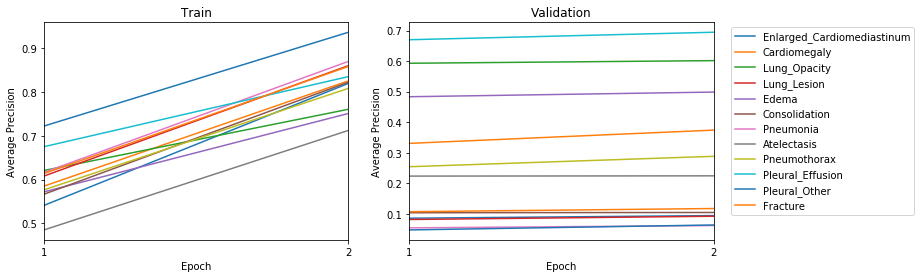 Train
Average Precision
0.9
0.8
0.7
0.6
0.5
1
2
Epoch
Validation
Average Precision
0.7
0.6
0.5
0.4
0.3
0.2
0.1
1
2
Epoch
Enlarged_Cardiomediastinum
Cardiomegaly
Lung_Opacity
Lung_Lesion
Edema
Consolidation
Pneumonia
Atelectasis
Pneumothorax
Pleural_Effusion
Pleural_Other
Fracture